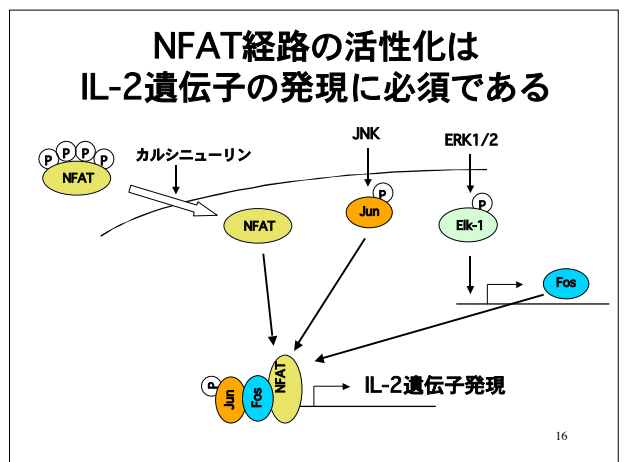 NFAT経路の活性化は
IL-2遺伝子の発現に必須である
P P P P
NFAT
カルシニューリン
JNK
ERK1/2
NFAT
P
Jun
P
Elk-1
Fos
P
Jun
Fos
NFAT
IL-2遺伝子発現
16